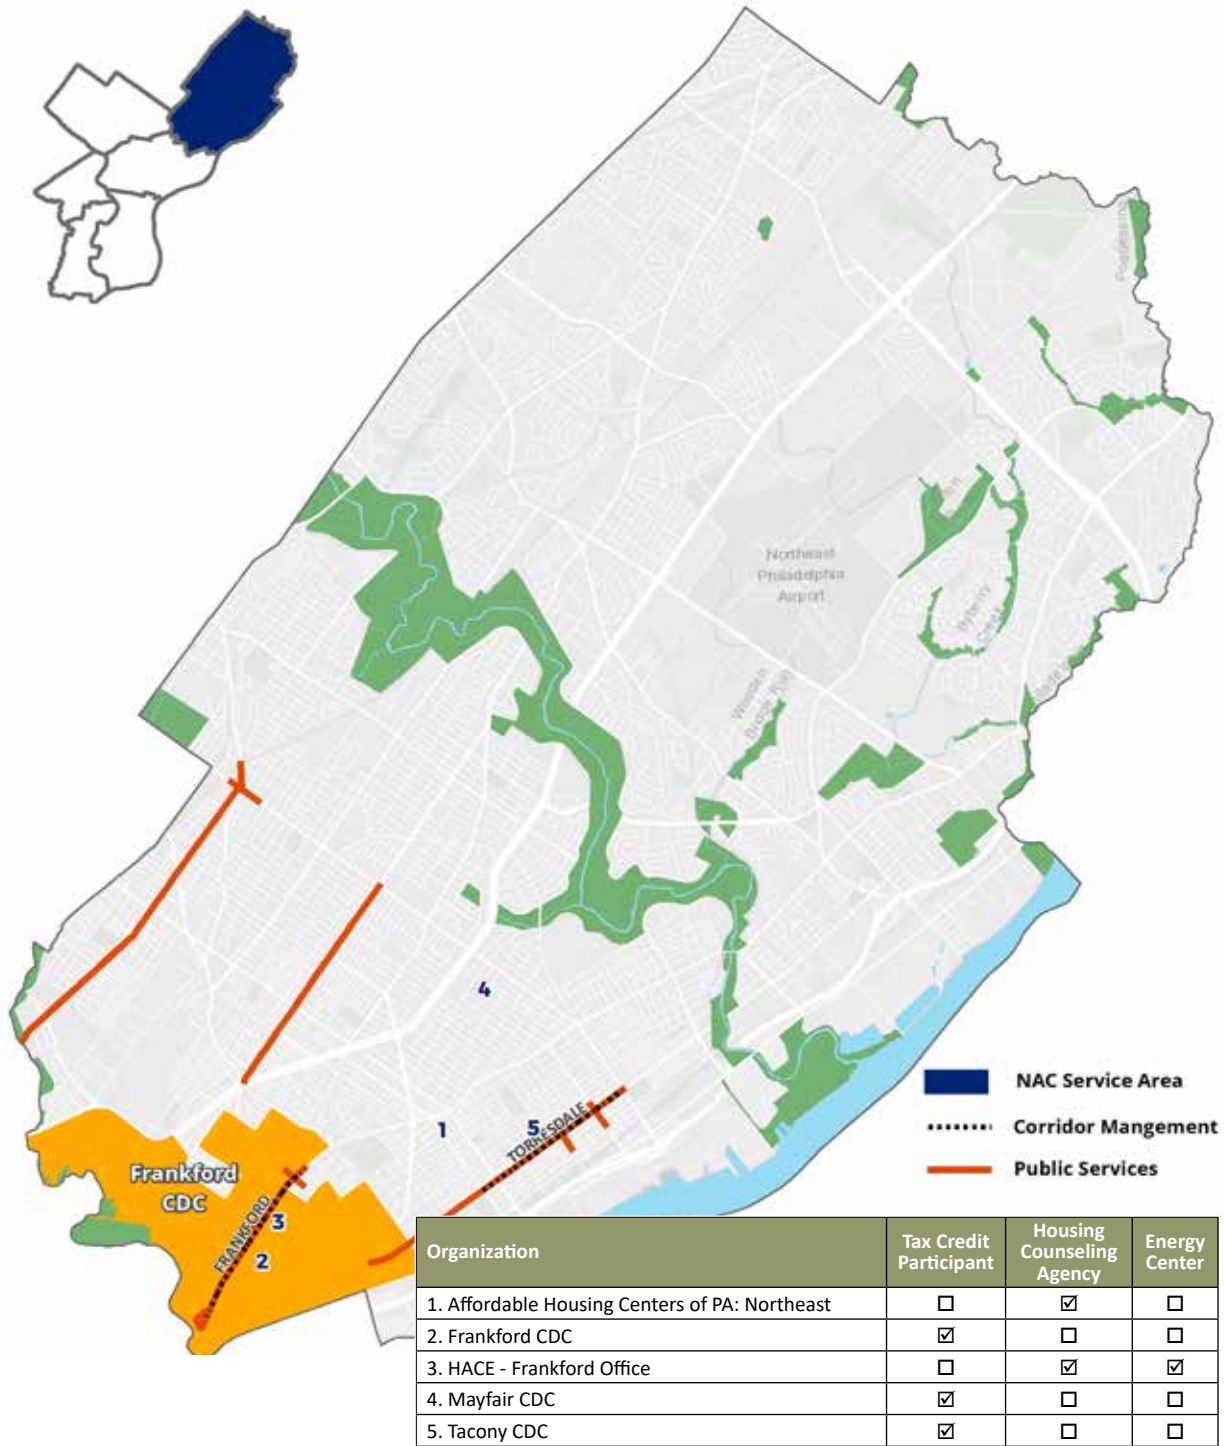 Poquessing
Northeast
Philadelphia
Airport
Byberry
Creek
Wooden
Bridge Run
4
1
5
TORRESDALE
NAC Service Area
Corridor Mangement
Public Services
Frankford
CDC
FRANKFORD
3
2
Organization
Tax Credit
Participant
Housing
Counseling
Agency
Energy
Center
1. Affordable Housing Centers of PA: Northeast ☐ ☑ ☐
2. Frankford CDC ☑ ☐ ☐
3. HACE - Frankford Office ☐ ☑ ☑
4. Mayfair CDC ☑ ☐ ☐
5. Tacony CDC ☑ ☐ ☐